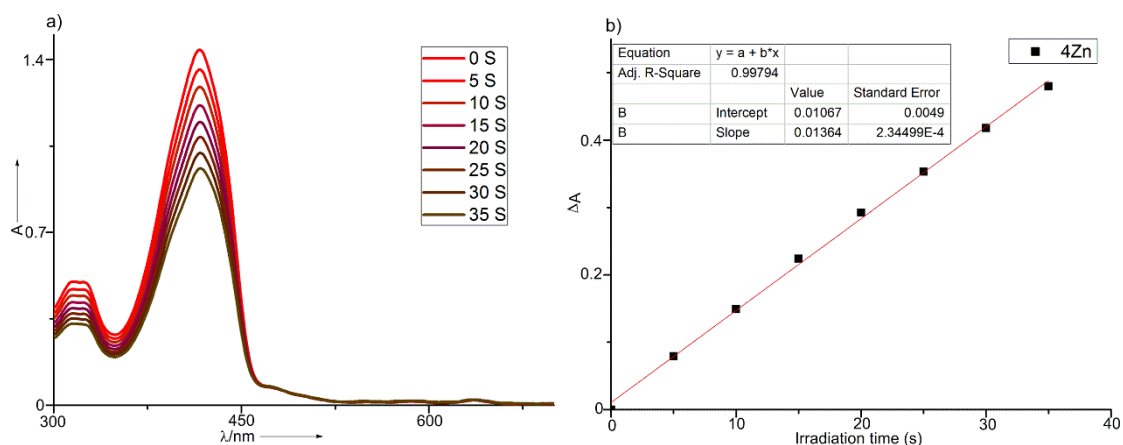 a)
1.4
0.7
0
A
300
450
600
λ/nm
0 S
5 S
10 S
15 S
20 S
25 S
30 S
35 S
b)
Equation y = a + b*x
Adj. R-Square 0.99794
Value Standard Error
B Intercept 0.01067 0.0049
B Slope 0.01364 2.34499E-4
4Zn
0.4
0.2
0.0
ΔA
0 10 20 30 40
Irradiation time (s)